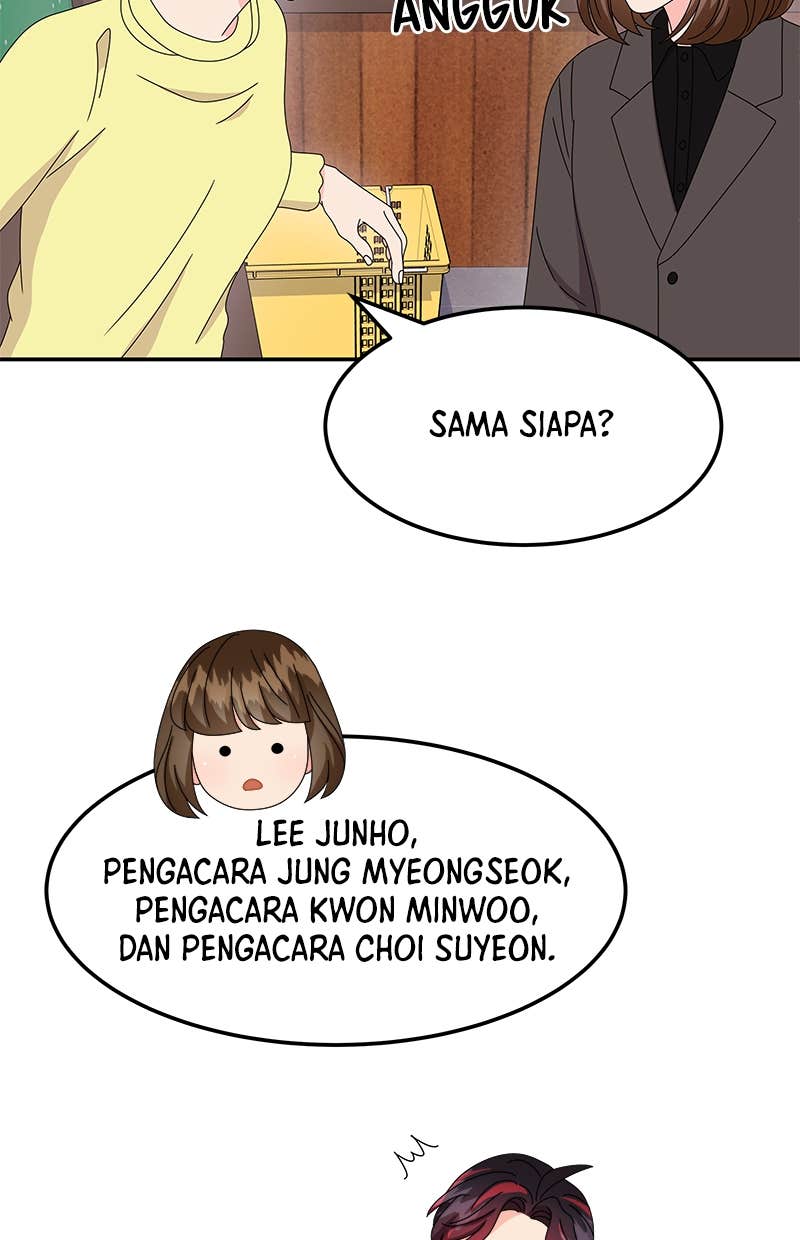 ANGGUK
SAMA SIAPA?
LEE JUNHO,
PENGACARA JUNG MYEONGSEOK,
PENGACARA KWON MINWOO,
DAN PENGACARA CHOI SUYEON.